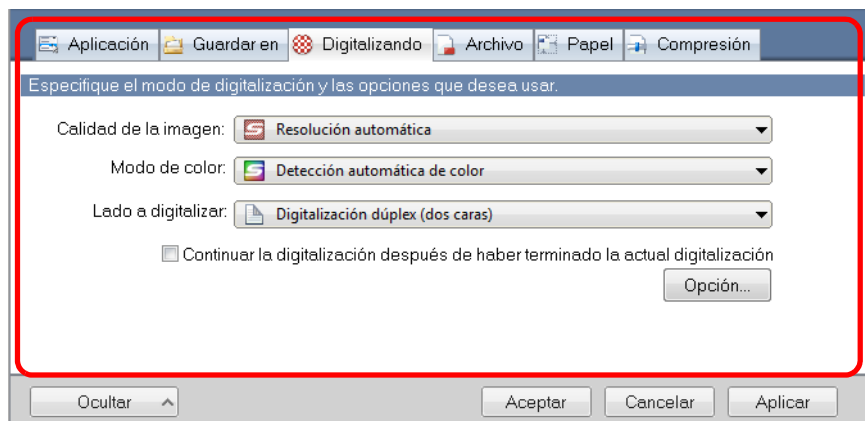 Aplicación Guardar en Digitalizando Archivo Papel Compresión
Especifique el modo de digitalización y las opciones que desea usar.
Calidad de la imagen: Resolución automática
Modo de color: Detección automática de color
Lado a digitalizar: Digitalización dúplex (dos caras)
Continuar la digitalización después de haber terminado la actual digitalización
Opción...
Ocultar Aceptar Cancelar Aplicar